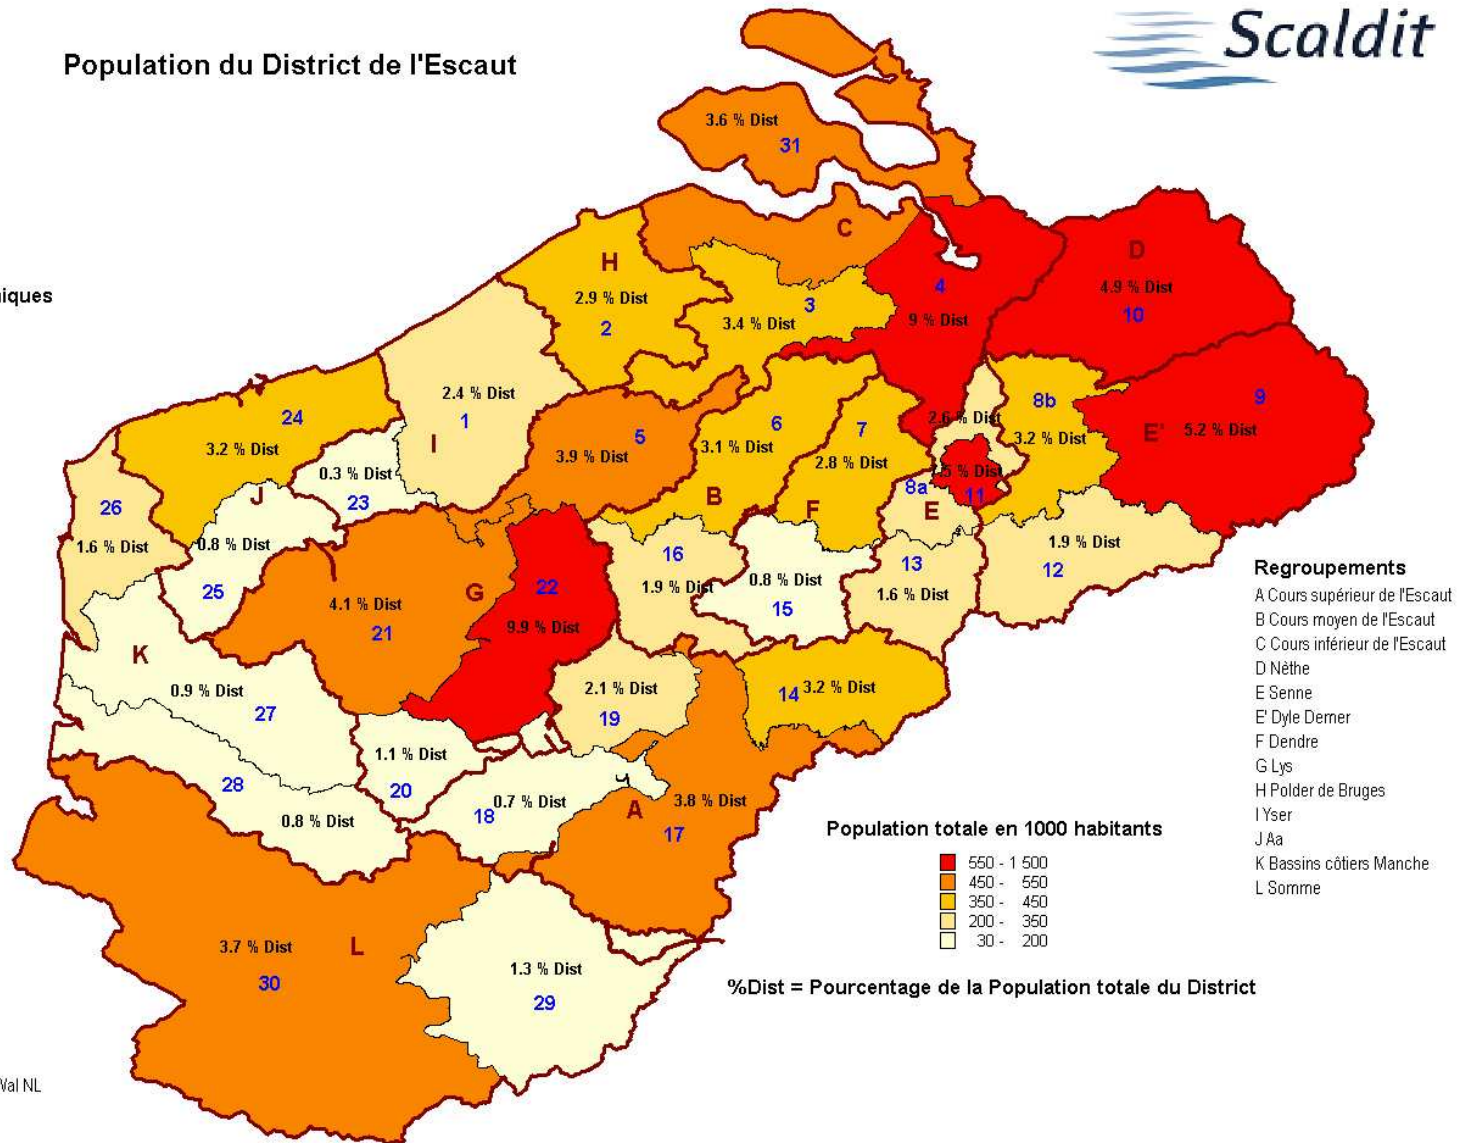 Scaldit
Population du District de l'Escaut
3.6 % Dist
31
C
H
D
iques
2.9 % Dist
4
4.9 % Dist
3
10
2
3.4 % Dist
9 % Dist
24
2.4 % Dist
1
6
8b
9
5
7
2.6 % Dist
3.2 % Dist
I
3.1 % Dist
3.2 % Dist
E'
5.2 % Dist
3.9 % Dist
2.8 % Dist
0.3 % Dist
5 % Dist
J
23
8a
11
26
B
F
E
1.6 % Dist
0.8 % Dist
16
1.9 % Dist
13
12
25
4.1 % Dist
G
22
1.9 % Dist
0.8 % Dist
1.6 % Dist
15
21
9.9 % Dist
K
0.9 % Dist
27
2.1 % Dist
19
14
3.2 % Dist
1.1 % Dist
28
20
0.7 % Dist
18
A
3.8 % Dist
17
0.8 % Dist
3.7 % Dist
L
30
1.3 % Dist
29
Regroupements
A Cours supérieur de l'Escaut
B Cours moyen de l'Escaut
C Cours inférieur de l'Escaut
D Nèthe
E Senne
E' Dyle Demer
F Dendre
G Lys
H Polder de Bruges
I Yser
J Aa
K Bassins côtiers Manche
L Somme
Population totale en 1000 habitants
550 - 1 500
450 - 550
350 - 450
200 - 350
30 - 200
%Dist = Pourcentage de la Population totale du District
Wal NL